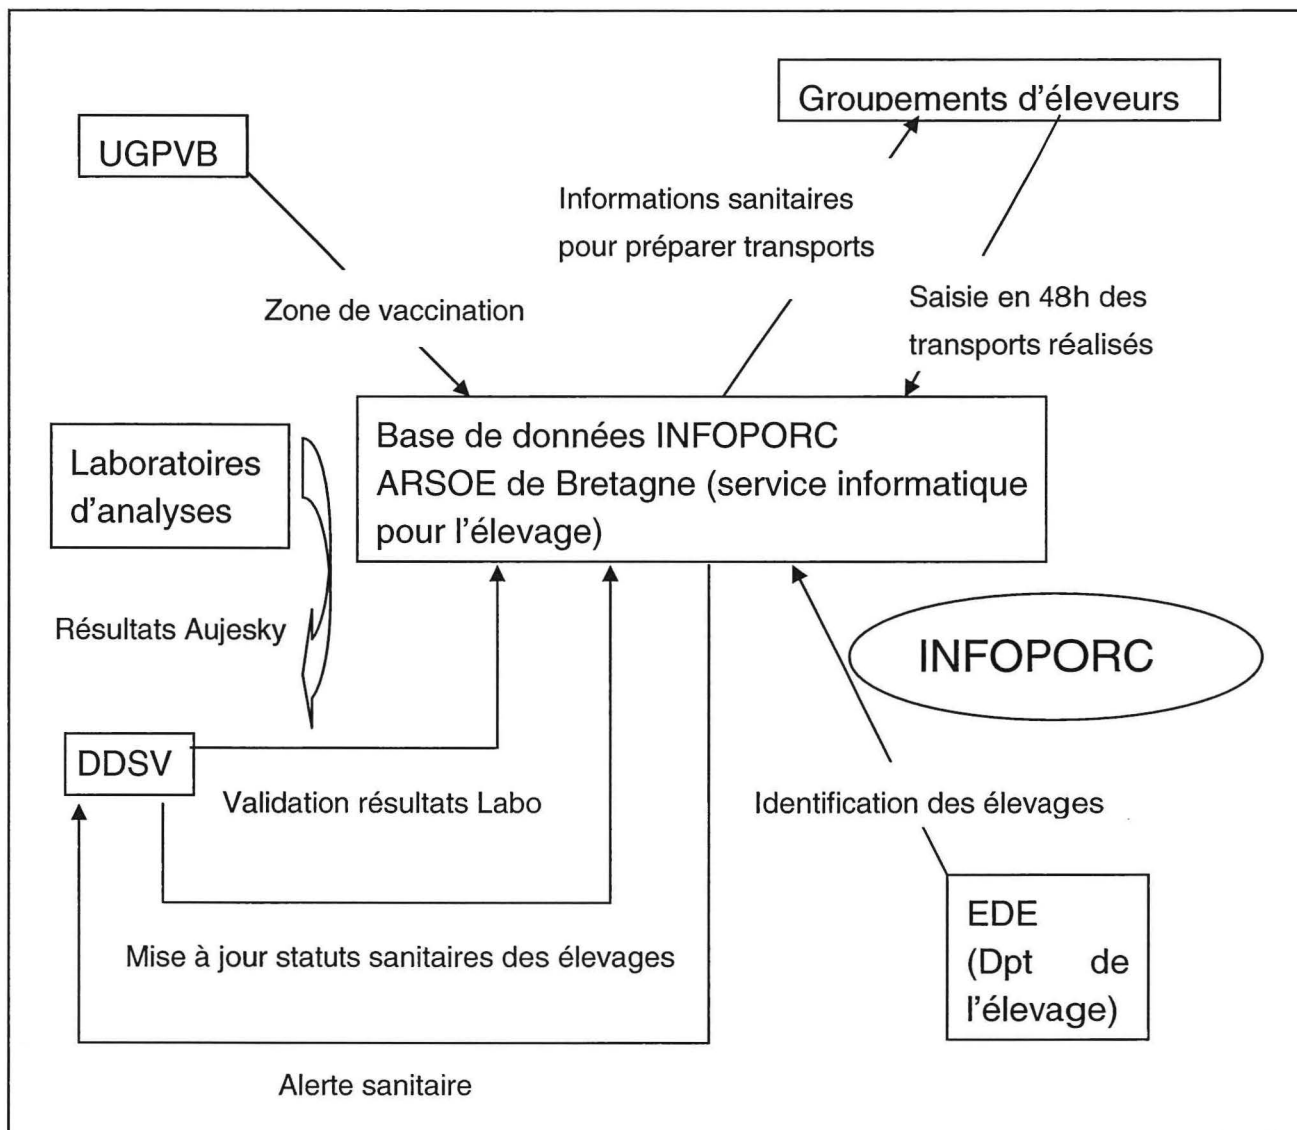 Groupements d'éleveurs
UGPVB
Informations sanitaires
pour préparer transports
Zone de vaccination
Saisie en 48h des
transports réalisés
Base de données INFOPORC
ARSOE de Bretagne (service informatique
pour l'élevage)
Laboratoires
d'analyses
Résultats Aujesky
INFOPORC
DDSV
Validation résultats Labo
Identification des élevages
EDE
(Dpt de
l'élevage)
Mise à jour statuts sanitaires des élevages
Alerte sanitaire